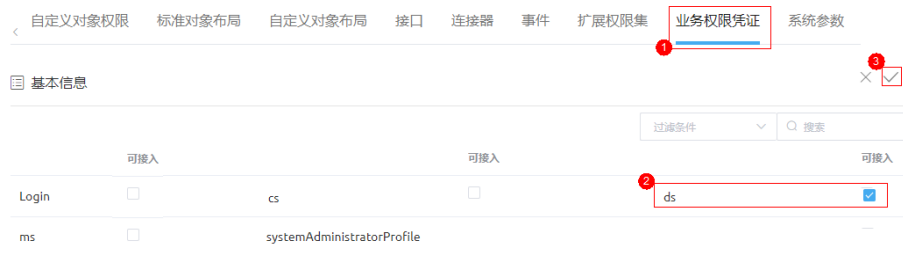 自定义对象权限 标准对象布局 自定义对象布局 接口 连接器 事件 扩展权限集 业务权限凭证 系统参数
1
3
基本信息
过滤条件 搜索
可接入 可接入 可接入
2
Login cs ds
ms systemAdministratorProfile